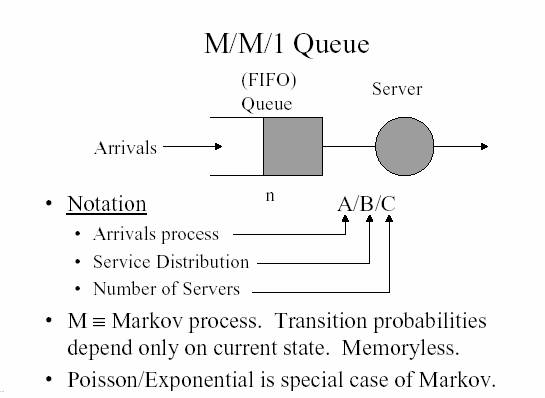 M/M/1 Queue
(FIFO)
Queue
Server
Arrivals
n
• Notation
A/B/C
• Arrivals process
• Service Distribution
• Number of Servers
• M ≡ Markov process. Transition probabilities
depend only on current state. Memoryless.
• Poisson/Exponential is special case of Markov.